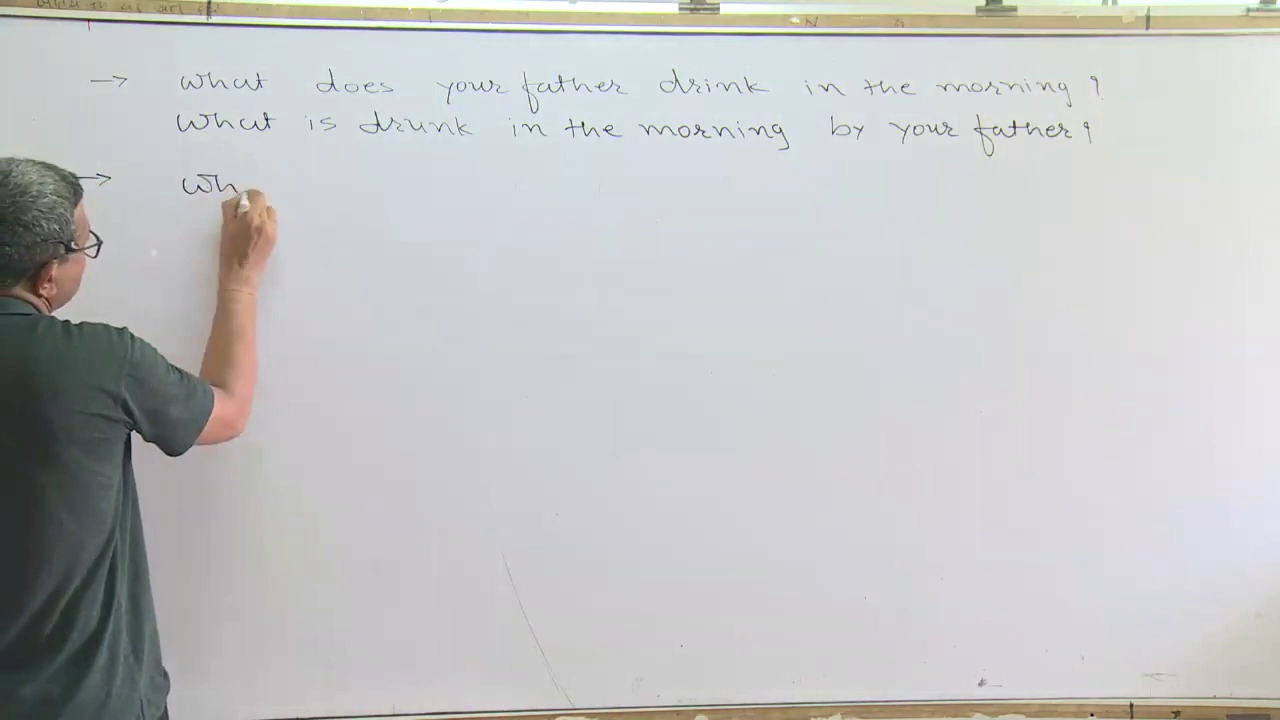 → what does your father drink in the morning?
what is drunk in the morning by your father?
→ wh